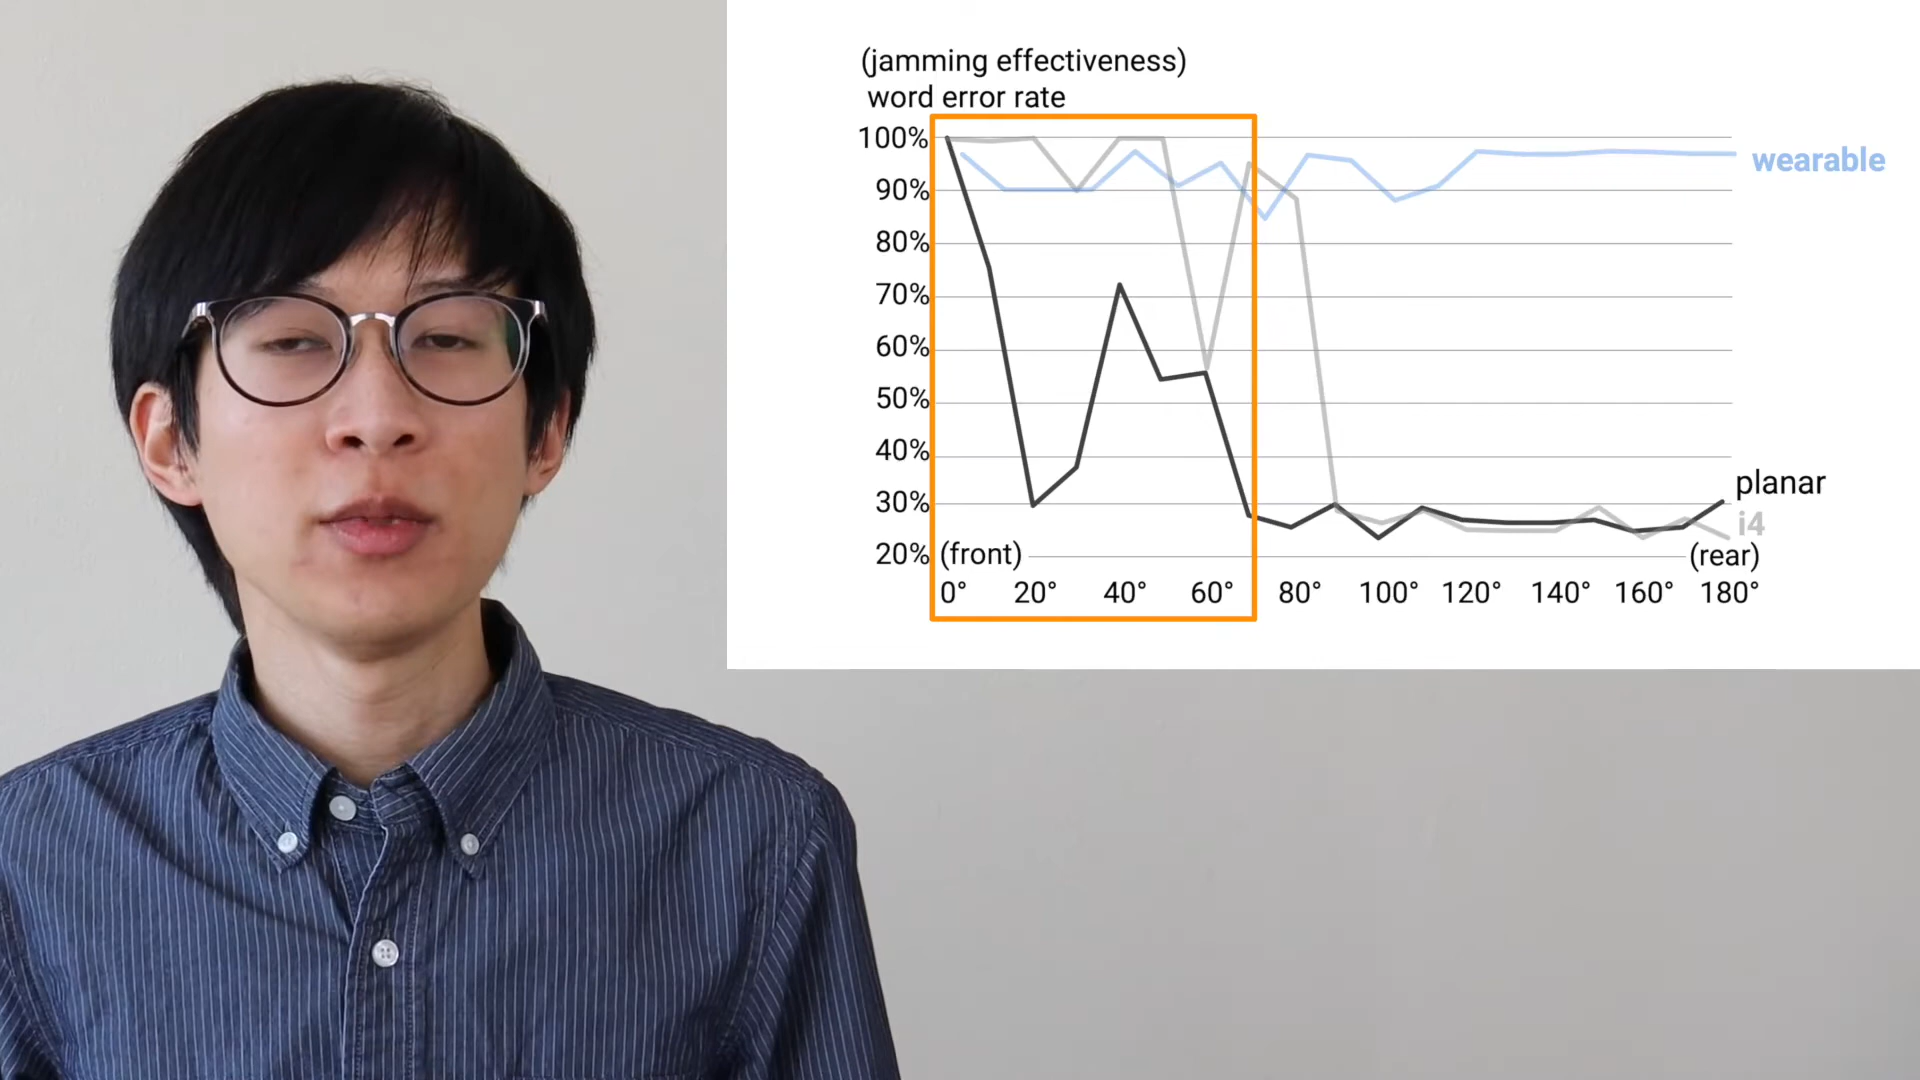 (jamming effectiveness)
word error rate
100%
90%
80%
70%
60%
50%
40%
30%
20%
wearable
planar
i4
(front)
(rear)
0° 20° 40° 60° 80° 100° 120° 140° 160° 180°